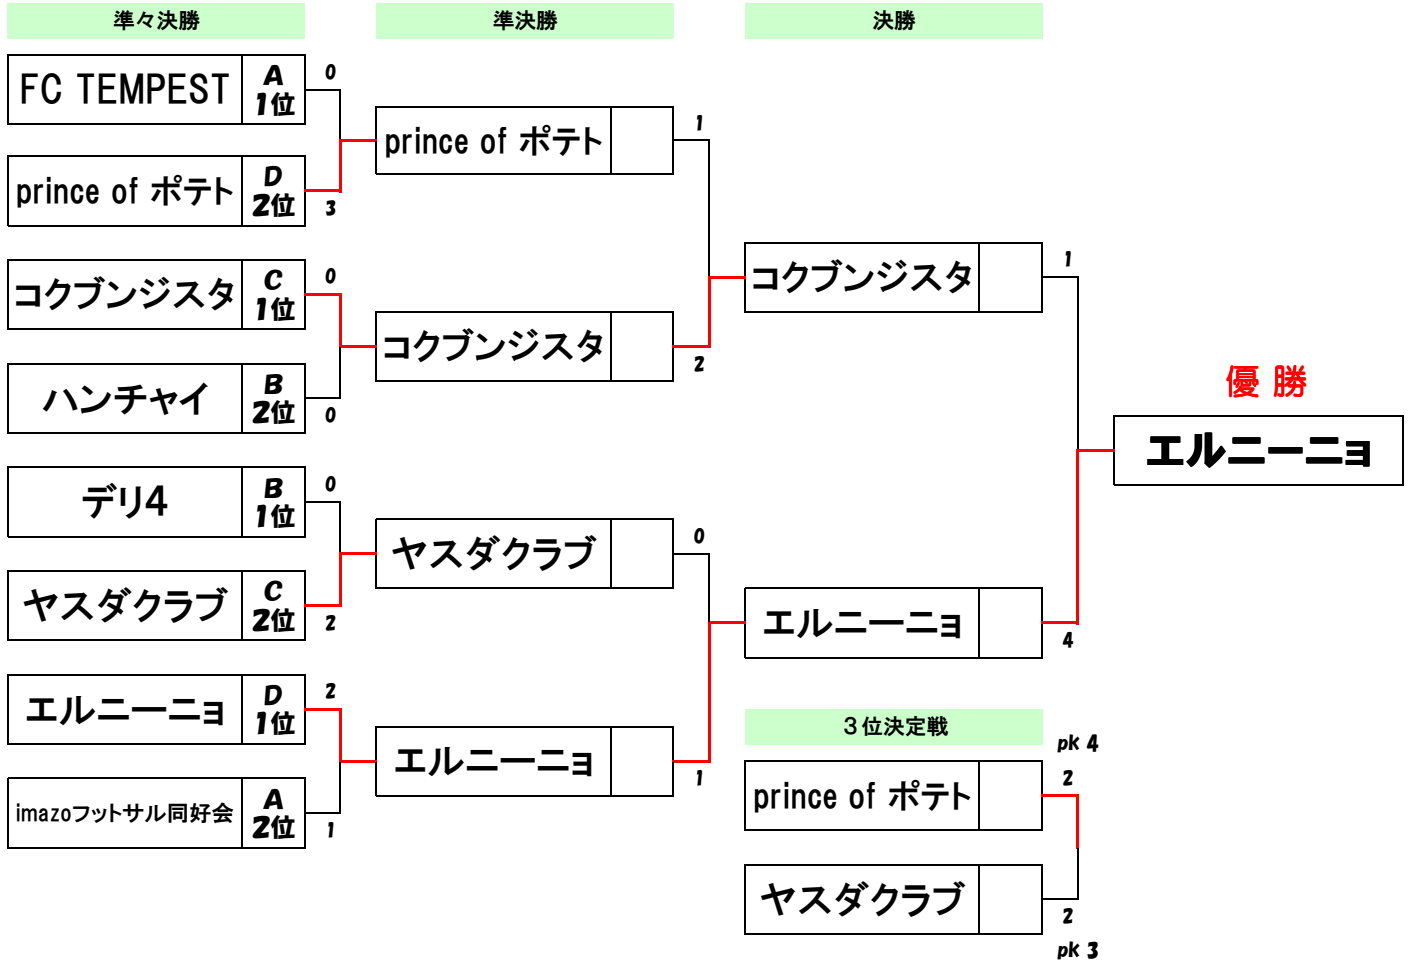 準々決勝
準決勝
決勝
FC TEMPEST
A
1位
0
prince of ポテト
D
2位
3
コクブンジスタ
C
1位
0
ハンチャイ
B
2位
0
デリ4
B
1位
0
ヤスダクラブ
C
2位
2
エルニーニョ
D
1位
2
imazoフットサル同好会
A
2位
1
prince of ポテト
1
コクブンジスタ
2
ヤスダクラブ
0
エルニーニョ
1
コクブンジスタ
1
エルニーニョ
4
優 勝
エルニーニョ
3位決定戦
pk 4
prince of ポテト
2
ヤスダクラブ
2
pk 3